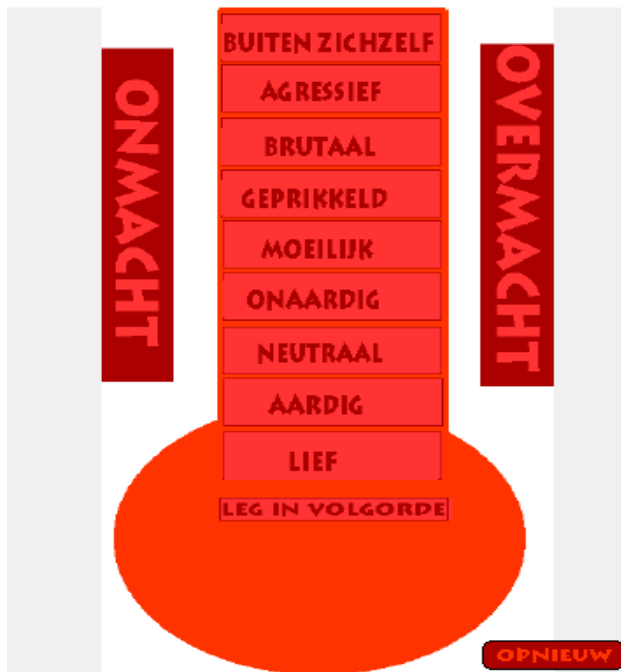 ONMACHT
BUITEN ZICHZELF
AGRESSIEF
BRUTAAL
GEPRIKKELD
MOEILIJK
ONAARDIG
NEUTRAAL
AARDIG
LIEF
LEG IN VOLGORDE
OVERMACHT
OPNIEUW